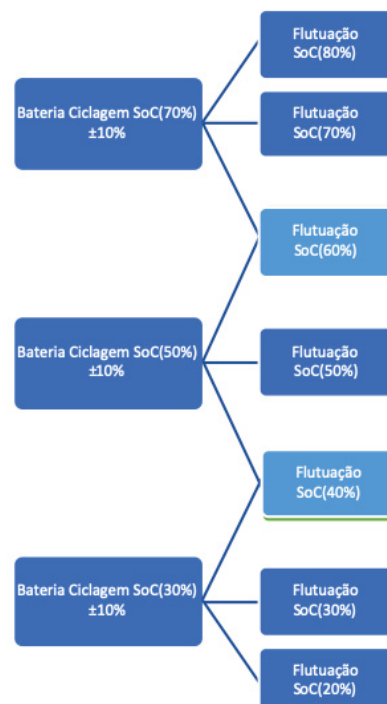 Flutuação
SoC(80%)
Bateria Ciclagem SoC(70%)
±10%
Flutuação
SoC(70%)
Flutuação
SoC(60%)
Bateria Ciclagem SoC(50%)
±10%
Flutuação
SoC(50%)
Flutuação
SoC(40%)
Bateria Ciclagem SoC(30%)
±10%
Flutuação
SoC(30%)
Flutuação
SoC(20%)